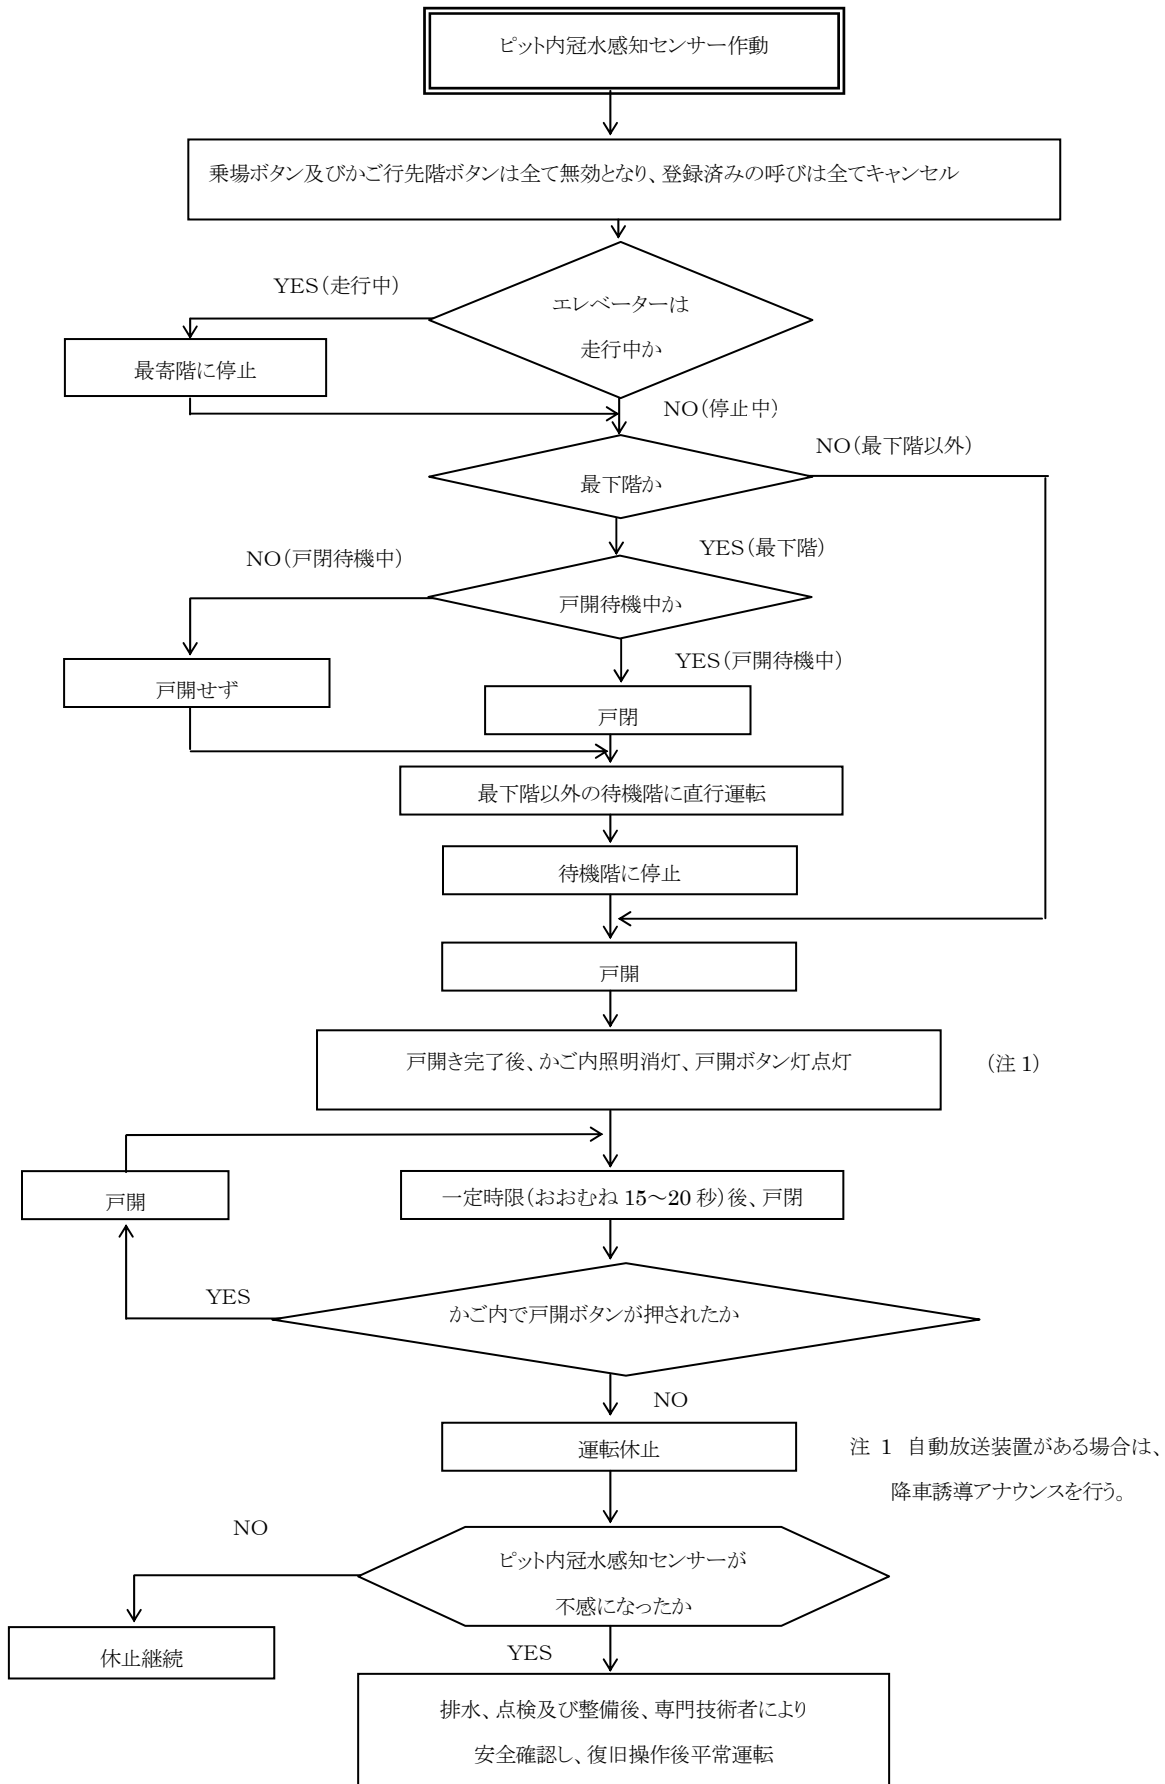 ピット内冠水感知センサー作動
乗場ボタン及びかご行先階ボタンは全て無効となり、登録済みの呼びは全てキャンセル
YES(走行中)
エレベーターは
走行中か
最寄階に停止
NO(停止中)
NO(最下階以外)
最下階か
YES(最下階)
NO(戸閉待機中)
戸開待機中か
YES(戸開待機中)
戸開せず
戸閉
最下階以外の待機階に直行運転
待機階に停止
戸開
戸開き完了後、かご内照明消灯、戸開ボタン灯点灯
(注 1)
戸開
一定時限(おおむね 15～20 秒)後、戸閉
YES
かご内で戸開ボタンが押されたか
NO
運転休止
注 1 自動放送装置がある場合は、
降車誘導アナウンスを行う。
NO
ピット内冠水感知センサーが
不感になったか
YES
休止継続
排水、点検及び整備後、専門技術者により
安全確認し、復旧操作後平常運転